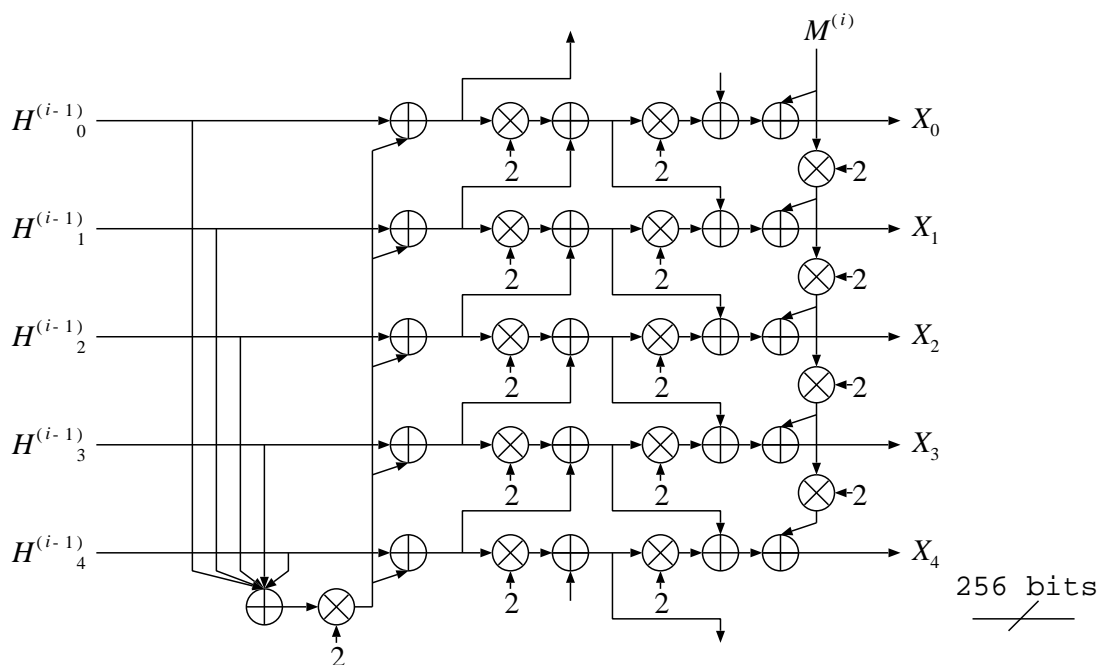 M^{(i)}
H^{(i-1)}_0 X_0
2 2
2
H^{(i-1)}_1 X_1
2 2
2
H^{(i-1)}_2 X_2
2 2
2
H^{(i-1)}_3 X_3
2 2
2
H^{(i-1)}_4 X_4
256 bits
2 2
2